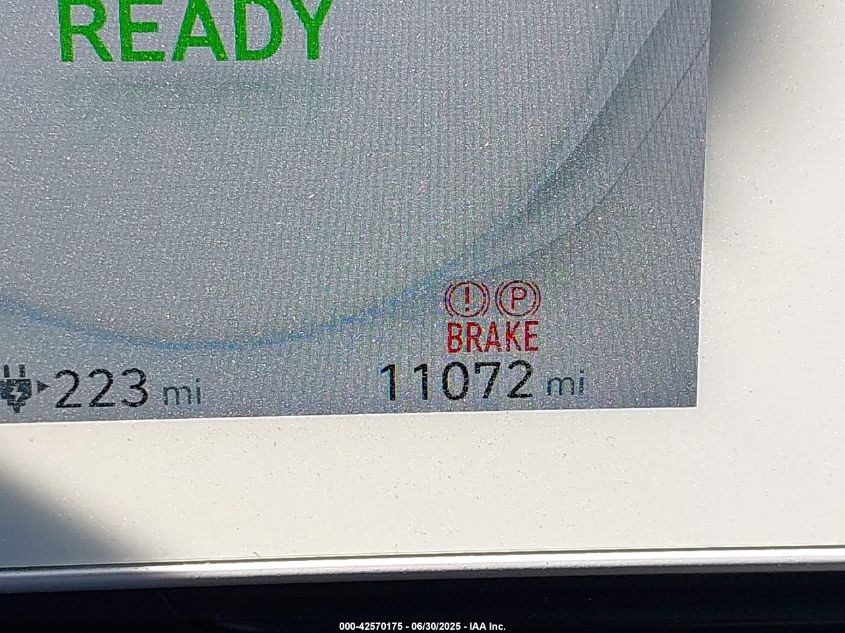 READY
! P
BRAKE
223 mi
11072 mi
000-42570175 - 06/30/2025 - IAA Inc.